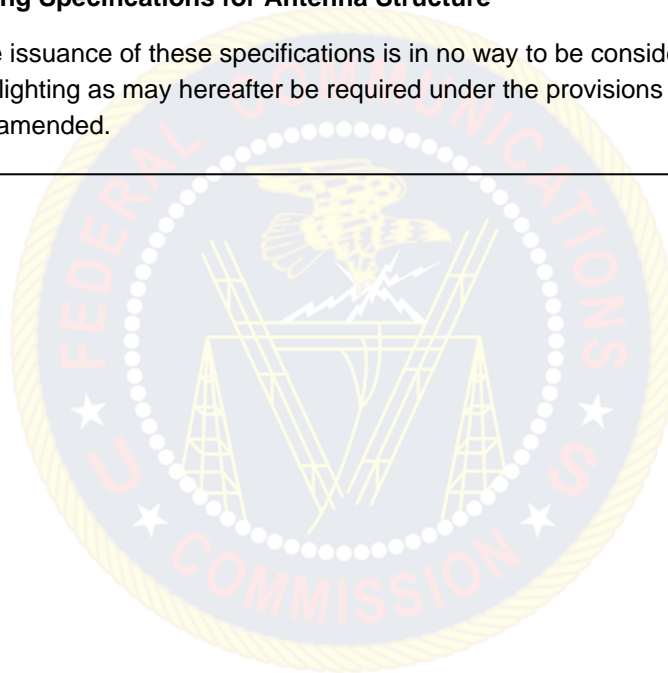 ing Specifications for Antenna Structure
e issuance of these specifications is in no way to be conside
lighting as may hereafter be required under the provisions
amended.
FEDERAL COMMUNICATIONS
U S
COMMISSION